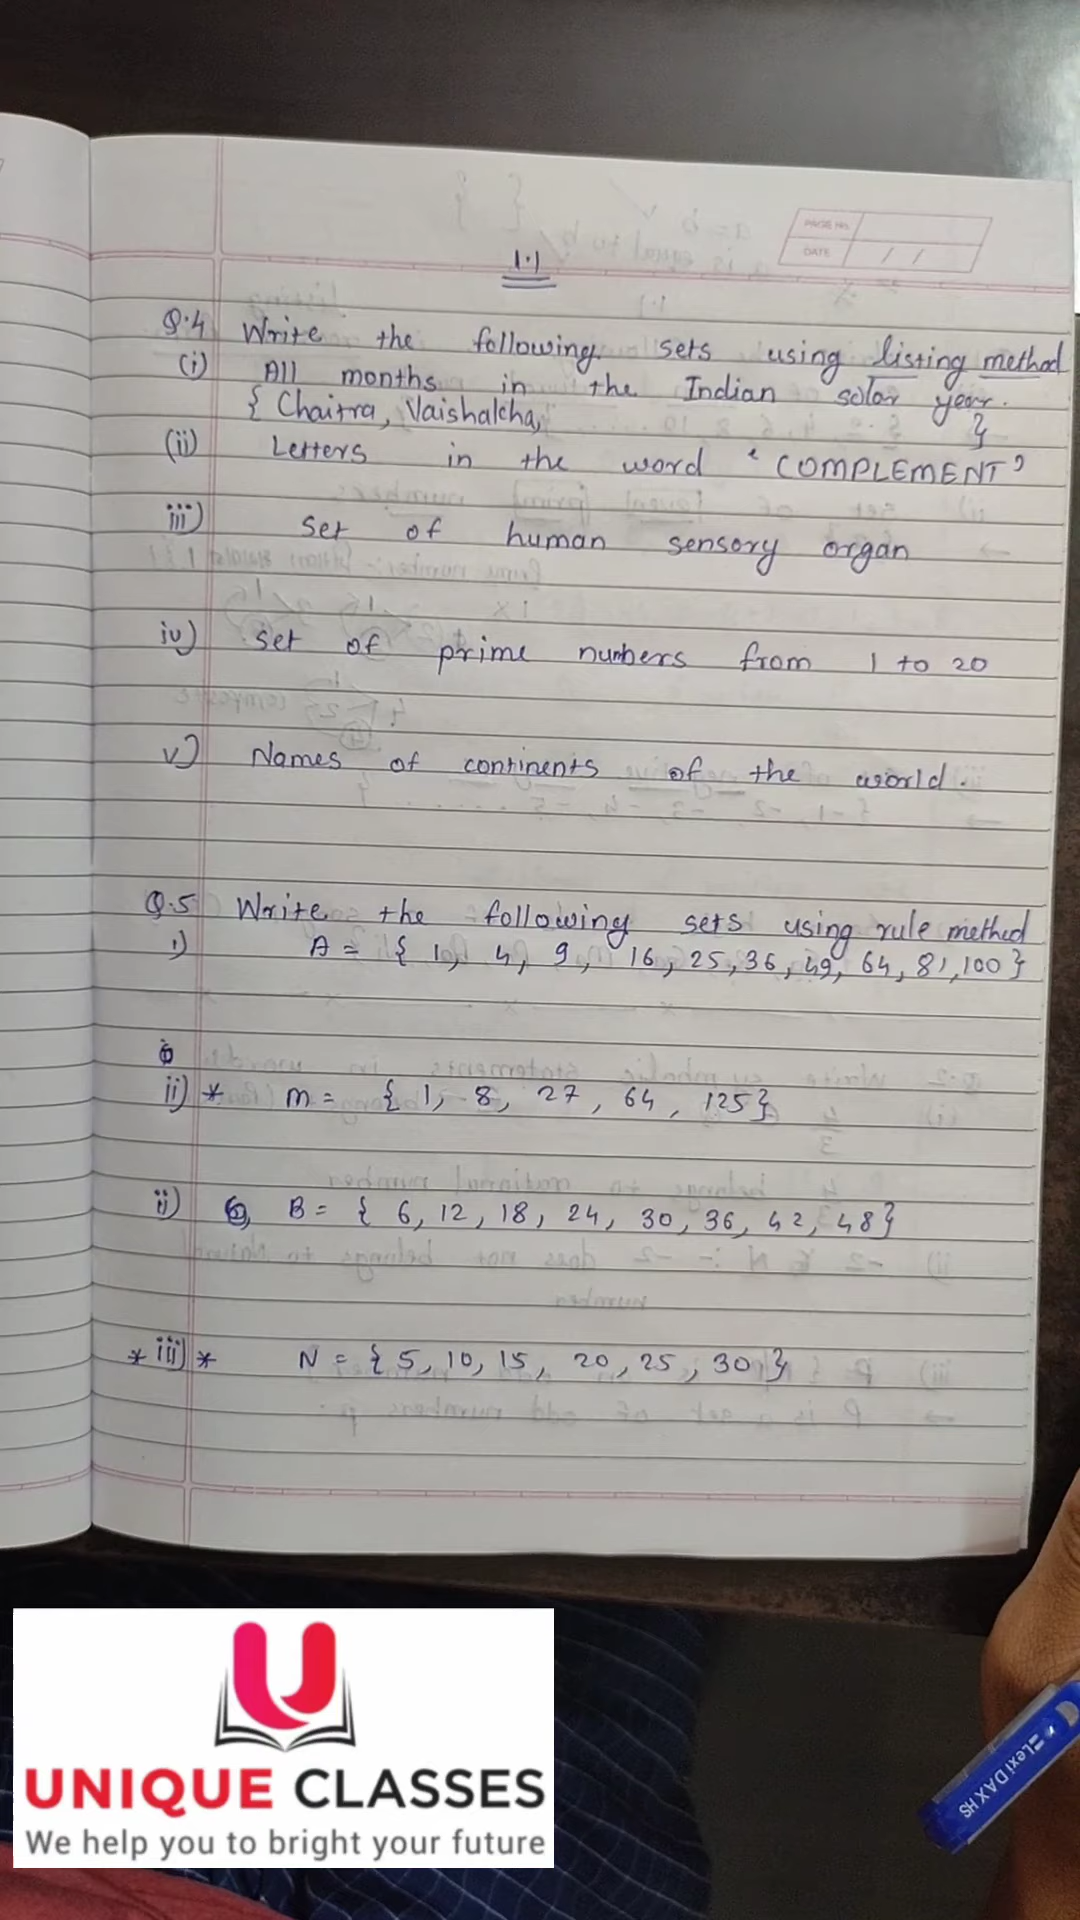 PAGE No.
DATE / /
1.1
Q.4 Write the following sets using listing method
(i) All months in the Indian solar year.
{ Chaitra, Vaishakha, }
(ii) Letters in the word ‘COMPLEMENT’
iii) Set of human sensory organ
iv) Set of prime numbers from 1 to 20
v) Names of continents of the world.
Q.5 Write the following sets using rule method
i) A = { 1, 4, 9, 16, 25, 36, 49, 64, 81, 100 }
ii) * M = { 1, 8, 27, 64, 125 }
ii) B = { 6, 12, 18, 24, 30, 36, 42, 48 }
* iii) * N = { 5, 10, 15, 20, 25, 30 }
Lexi DAX HS
UNIQUE CLASSES
We help you to bright your future